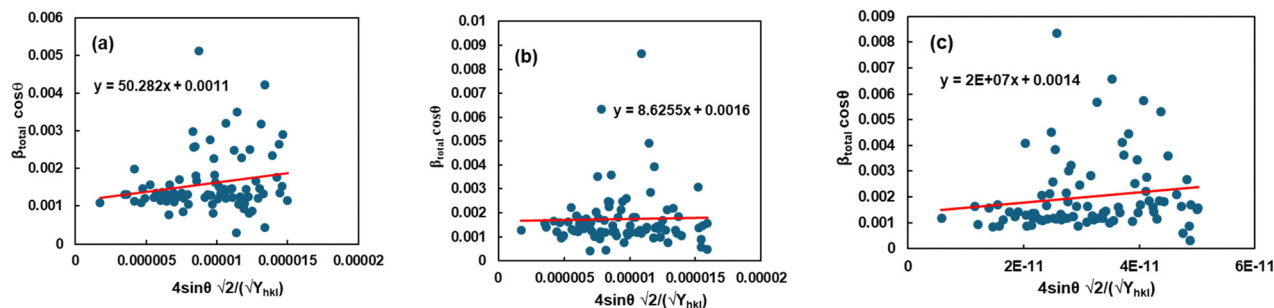 (a)
y = 50.282x + 0.0011
0.006
0.005
0.004
0.003
0.002
0.001
0
βtotal cosθ
0 0.000005 0.00001 0.000015 0.00002
4sinθ √2/(√Yhkl)
(b)
y = 8.6255x + 0.0016
0.01
0.009
0.008
0.007
0.006
0.005
0.004
0.003
0.002
0.001
0
βtotal cosθ
0 0.000005 0.00001 0.000015 0.00002
4sinθ √2/(√Yhkl)
(c)
y = 2E+07x + 0.0014
0.009
0.008
0.007
0.006
0.005
0.004
0.003
0.002
0.001
0
βtotal cosθ
0 2E-11 4E-11 6E-11
4sinθ √2/(√Yhkl)